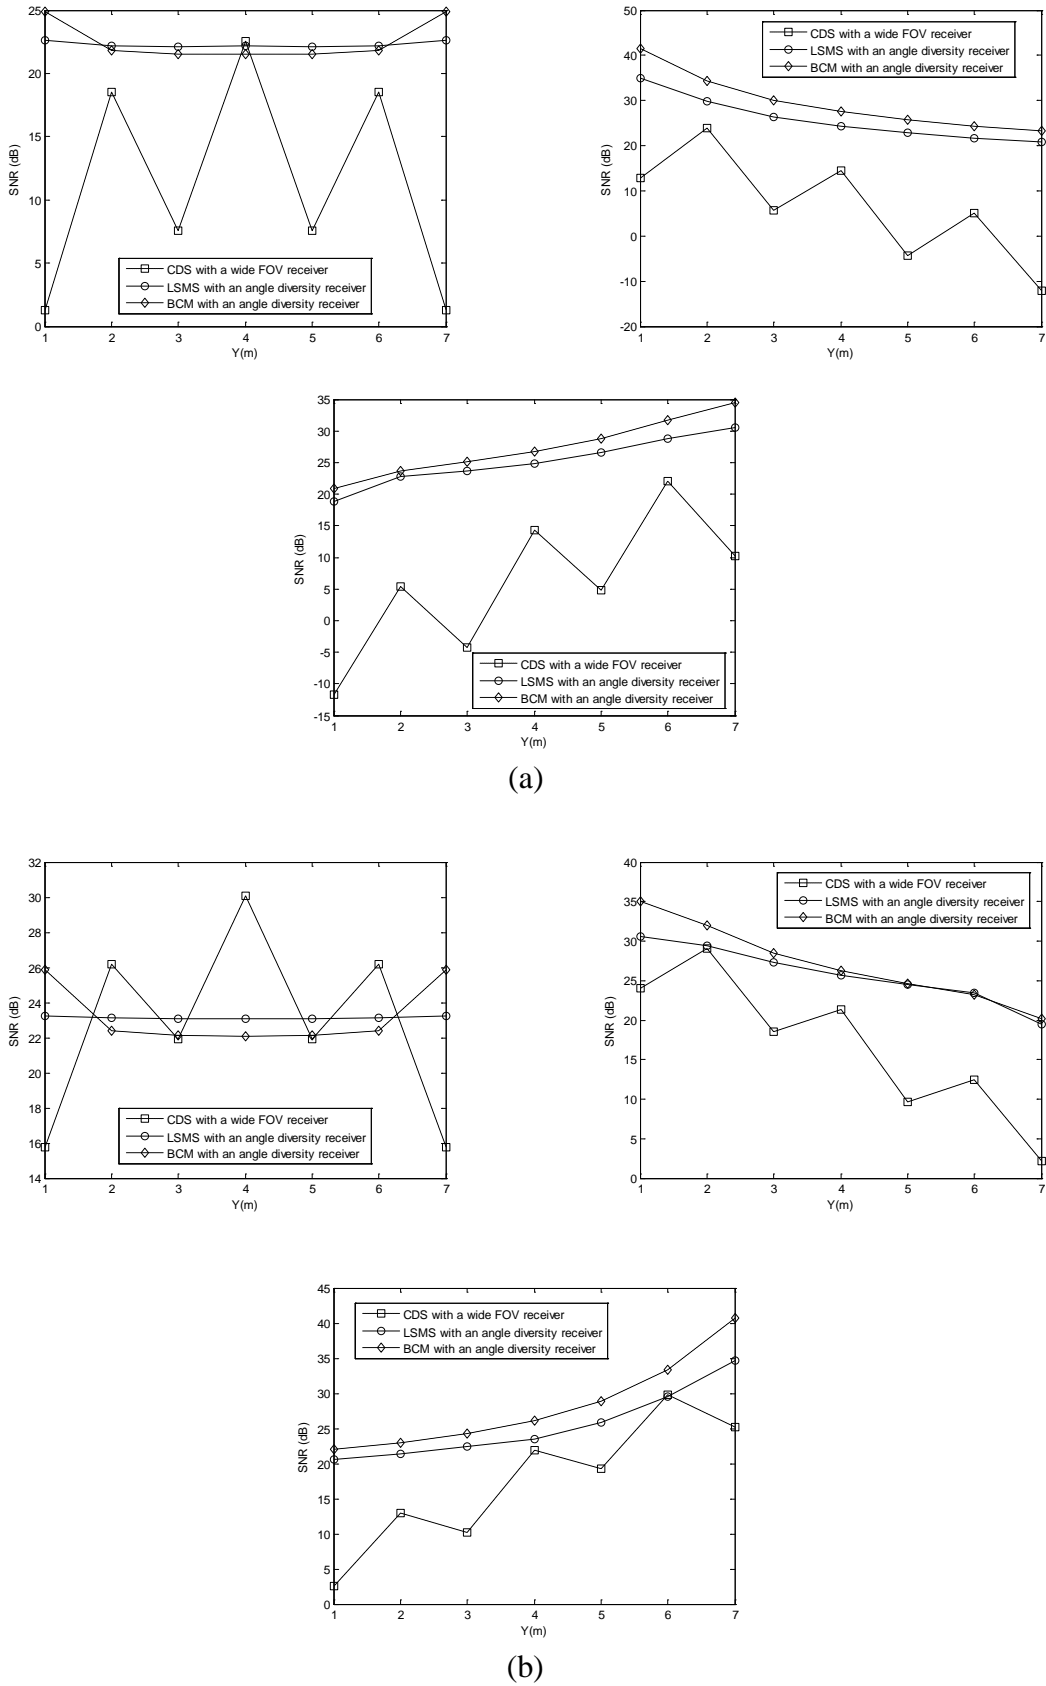 25
20
15
10
5
0
SNR (dB)
CDS with a wide FOV receiver
LSMS with an angle diversity receiver
BCM with an angle diversity receiver
1 2 3 4 5 6 7
Y(m)
50
40
30
20
10
0
-10
-20
SNR (dB)
CDS with a wide FOV receiver
LSMS with an angle diversity receiver
BCM with an angle diversity receiver
1 2 3 4 5 6 7
Y(m)
35
30
25
20
15
10
5
0
-5
-10
-15
SNR (dB)
CDS with a wide FOV receiver
LSMS with an angle diversity receiver
BCM with an angle diversity receiver
1 2 3 4 5 6 7
Y(m)
(a)
32
30
28
26
24
22
20
18
16
14
SNR (dB)
CDS with a wide FOV receiver
LSMS with an angle diversity receiver
BCM with an angle diversity receiver
1 2 3 4 5 6 7
Y(m)
40
35
30
25
20
15
10
5
0
SNR (dB)
CDS with a wide FOV receiver
LSMS with an angle diversity receiver
BCM with an angle diversity receiver
1 2 3 4 5 6 7
Y(m)
45
40
35
30
25
20
15
10
5
0
SNR (dB)
CDS with a wide FOV receiver
LSMS with an angle diversity receiver
BCM with an angle diversity receiver
1 2 3 4 5 6 7
Y(m)
(b)